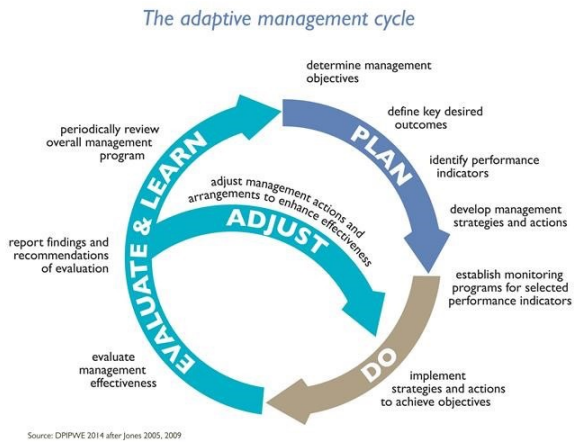 The adaptive management cycle
determine management
objectives
define key desired
outcomes
identify performance
indicators
develop management
strategies and actions
PLAN
establish monitoring
programs for selected
performance indicators
DO
implement
strategies and actions
to achieve objectives
evaluate
management
effectiveness
report findings and
recommendations
of evaluation
periodically review
overall management
program
EVALUATE & LEARN
adjust management actions and
arrangements to enhance effectiveness
ADJUST
Source: DPIPWE 2014 after Jones 2005, 2009